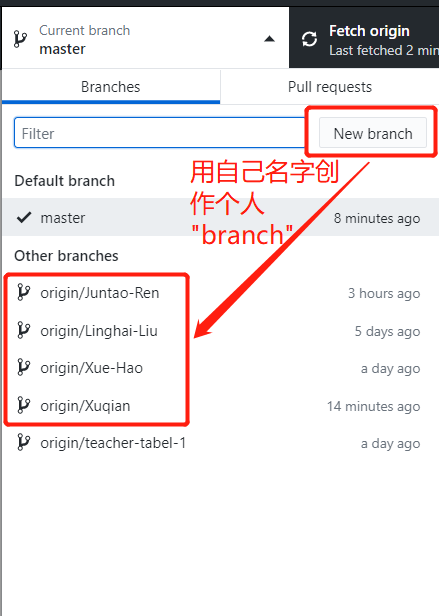 Current branch
master
Fetch origin
Last fetched 2 min
Branches
Pull requests
Filter
New branch
用自己名字创
作个人
"branch"
Default branch
master
8 minutes ago
Other branches
origin/Juntao-Ren
3 hours ago
origin/Linghai-Liu
5 days ago
origin/Xue-Hao
a day ago
origin/Xuqian
14 minutes ago
origin/teacher-tabel-1
a day ago